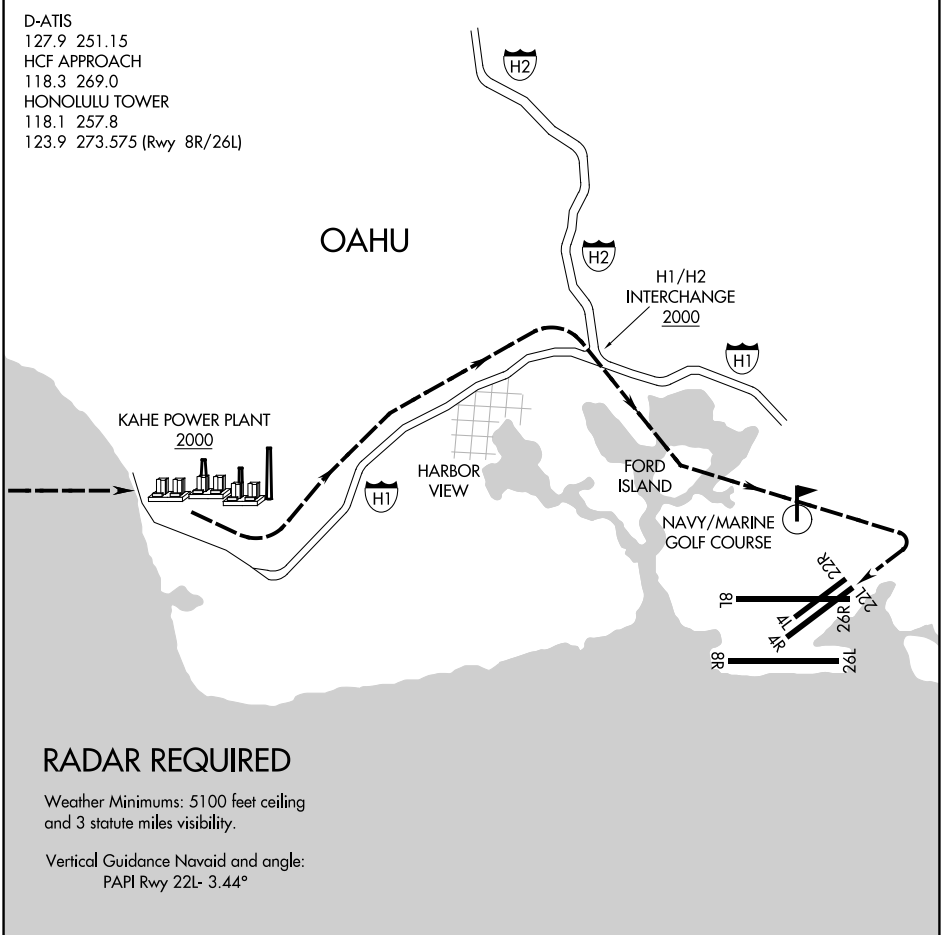 D-ATIS
127.9 251.15
HCF APPROACH
118.3 269.0
HONOLULU TOWER
118.1 257.8
123.9 273.575 (Rwy 8R/26L)
H2
OAHU
H2
H1/H2
INTERCHANGE
2000
H1
KAHE POWER PLANT
2000
HARBOR
VIEW
FORD
ISLAND
H1
NAVY/MARINE
GOLF COURSE
22R
22L
8L
4L
26R
4R
8R
26L
RADAR REQUIRED
Weather Minimums: 5100 feet ceiling
and 3 statute miles visibility.
Vertical Guidance Navaid and angle:
PAPI Rwy 22L- 3.44°